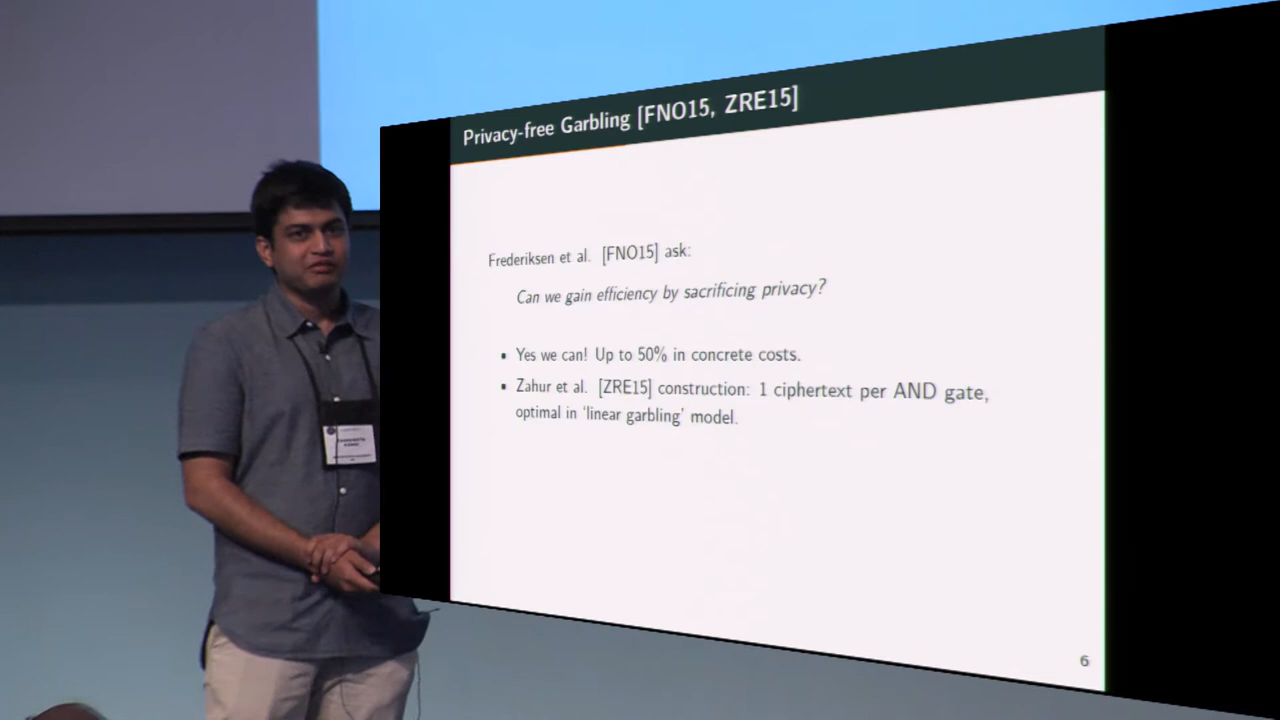 Privacy-free Garbling [FNO15, ZRE15]
Frederiksen et al. [FNO15] ask:
Can we gain efficiency by sacrificing privacy?
▪ Yes we can! Up to 50% in concrete costs.
▪ Zahur et al. [ZRE15] construction: 1 ciphertext per AND gate,
optimal in ‘linear garbling’ model.
6